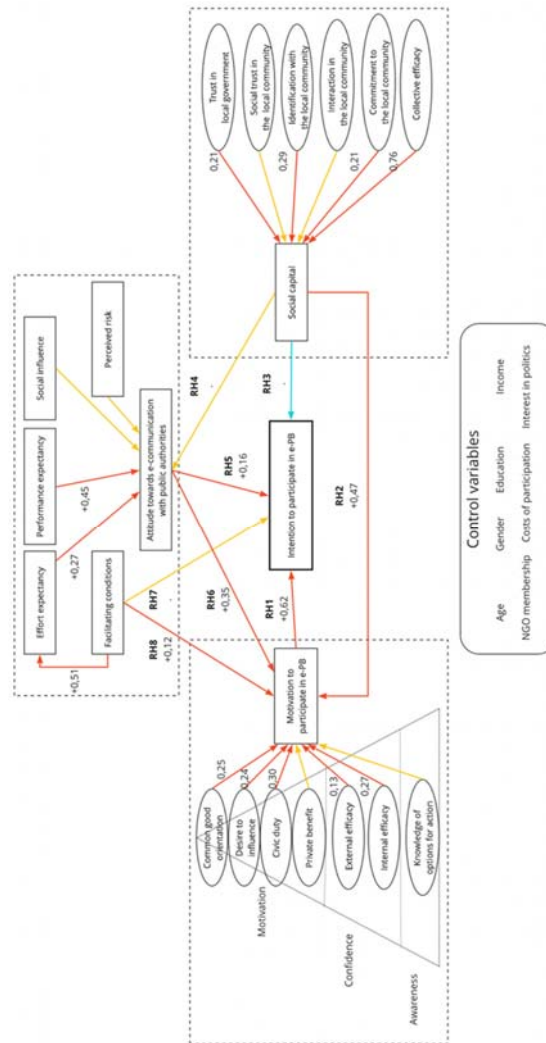 Effort expectancy
Performance expectancy
Social influence
+0,51
+0,27
+0,45
Facilitating conditions
Perceived risk
Attitude towards e-communication
with public authorities
RH8
+0,12
RH7
.
RH6
+0,35
RH5
+0,16
RH4
.
Common good
orientation
0,25
Desire to
influence
0,24
Civic duty
0,30
Private benefit
External efficacy
0,13
Internal efficacy
0,27
Knowledge of
options for action
Motivation
Confidence
Awareness
Motivation to
participate in e-PB
RH1
+0,62
Intention to participate in e-PB
RH3
.
Social capital
RH2
+0,47
Trust in
local government
0,21
Social trust in
the local community
Identification with
the local community
0,29
Interaction in
the local community
Commitment to
the local community
0,21
Collective efficacy
0,76
Control variables
Age
Gender
Education
Income
NGO membership
Costs of participation
Interest in politics